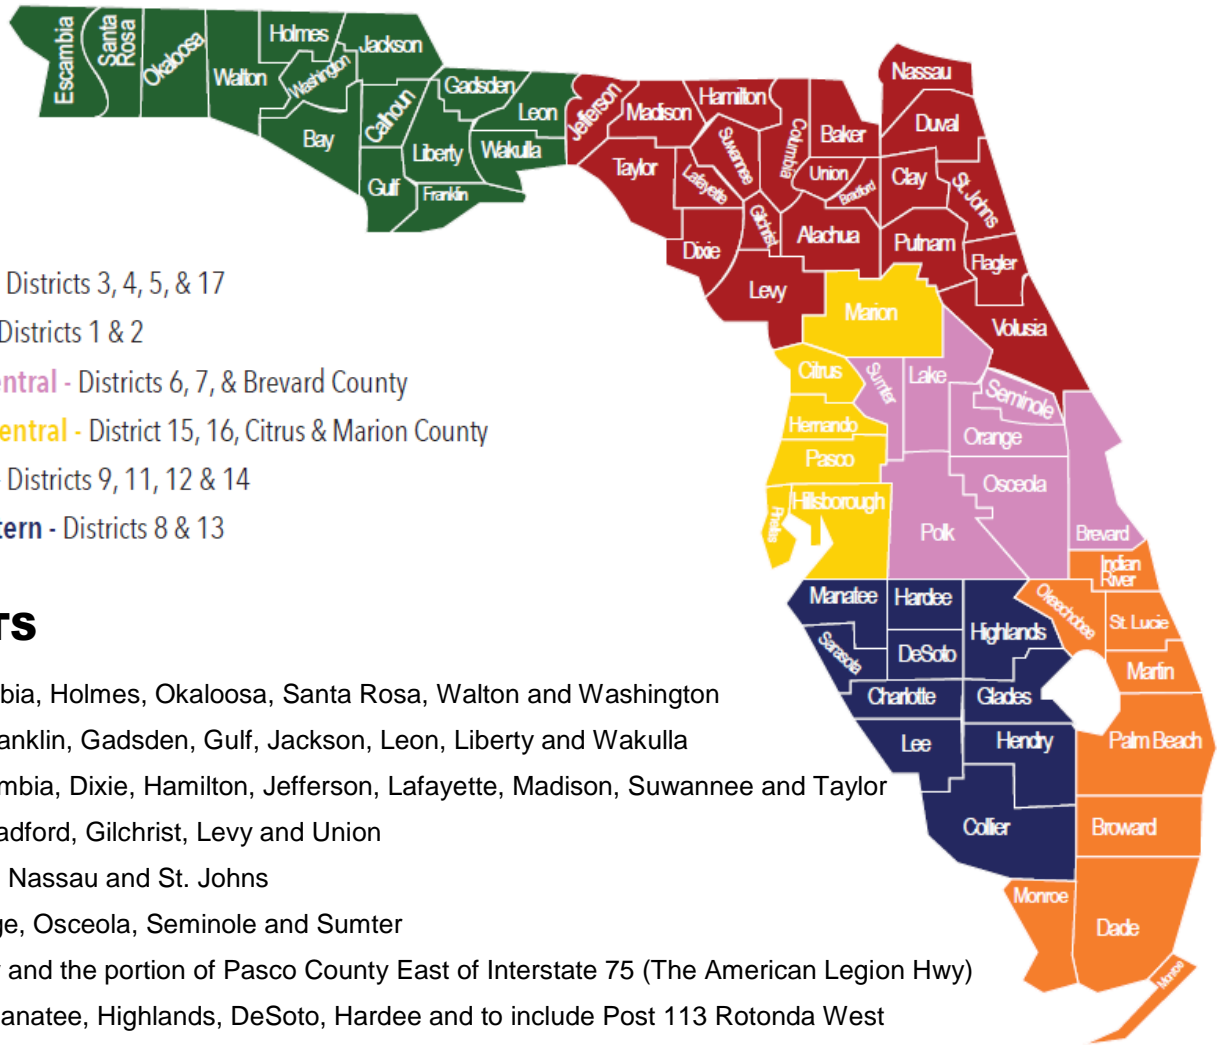 Escambia
Santa
Rosa
Okaloosa
Walton
Holmes
Washington
Jackson
Bay
Calhoun
Gulf
Gadsden
Liberty
Franklin
Leon
Wakulla
Jefferson
Madison
Taylor
Hamilton
Suwannee
Lafayette
Columbia
Dixie
Gilchrist
Baker
Union
Bradford
Alachua
Levy
Nassau
Duval
Clay
St. Johns
Putnam
Flagler
Volusia
Marion
Citrus
Sumter
Lake
Seminole
Hernando
Orange
Pasco
Osceola
Hillsborough
Pinellas
Polk
Brevard
Indian
River
Manatee
Hardee
Highlands
Okeechobee
St. Lucie
Sarasota
DeSoto
Martin
Charlotte
Glades
Lee
Hendry
Palm Beach
Collier
Broward
Monroe
Dade
Monroe
Districts 3, 4, 5, & 17
Districts 1 & 2
entral - Districts 6, 7, & Brevard County
entral - District 15, 16, Citrus & Marion County
- Districts 9, 11, 12 & 14
tern - Districts 8 & 13
TS
bia, Holmes, Okaloosa, Santa Rosa, Walton and Washington
anklin, Gadsden, Gulf, Jackson, Leon, Liberty and Wakulla
mbia, Dixie, Hamilton, Jefferson, Lafayette, Madison, Suwannee and Taylor
adford, Gilchrist, Levy and Union
, Nassau and St. Johns
ge, Osceola, Seminole and Sumter
and the portion of Pasco County East of Interstate 75 (The American Legion Hwy)
anatee, Highlands, DeSoto, Hardee and to include Post 113 Rotonda West